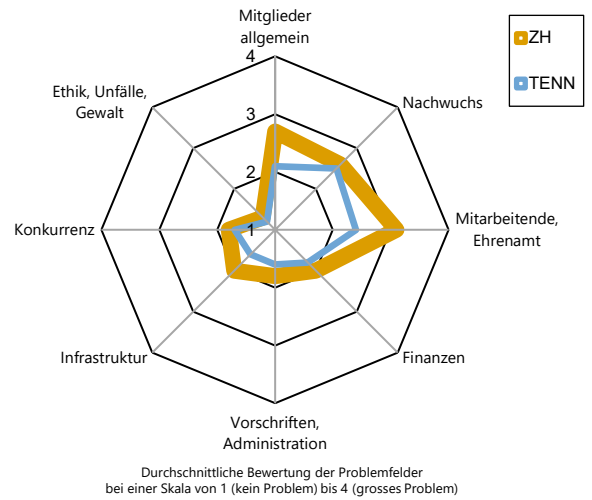 Mitglieder
allgemein
ZH
TENN
4
Ethik, Unfälle,
Gewalt
Nachwuchs
3
2
Konkurrenz
1
Mitarbeitende,
Ehrenamt
Infrastruktur
Finanzen
Vorschriften,
Administration
Durchschnittliche Bewertung der Problemfelder
bei einer Skala von 1 (kein Problem) bis 4 (grosses Problem)